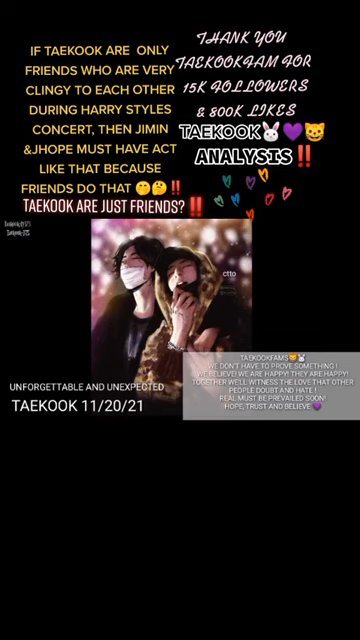 IF TAEKOOK ARE ONLY
FRIENDS WHO ARE VERY
CLINGY TO EACH OTHER
DURING HARRY STYLES
CONCERT, THEN JIMIN
&JHOPE MUST HAVE ACT
LIKE THAT BECAUSE
FRIENDS DO THAT 🤭🤔‼️
TAEKOOK ARE JUST FRIENDS?‼️
THANK YOU
TAEKOOKFAM FOR
15K FOLLOWERS
& 800K LIKES
TAEKOOK🐰💜😺
ANALYSIS‼️
ctto
UNFORGETTABLE AND UNEXPECTED
TAEKOOK 11/20/21
TAEKOOKFAMS🐯🐰
WE DON'T HAVE TO PROVE SOMETHING !
WE BELIEVE! WE ARE HAPPY! THEY ARE HAPPY!
TOGETHER WE'LL WITNESS THE LOVE THAT OTHER
PEOPLE DOUBT AND HATE !
REAL MUST BE PREVAILED SOON!
HOPE, TRUST AND BELIEVE 💜